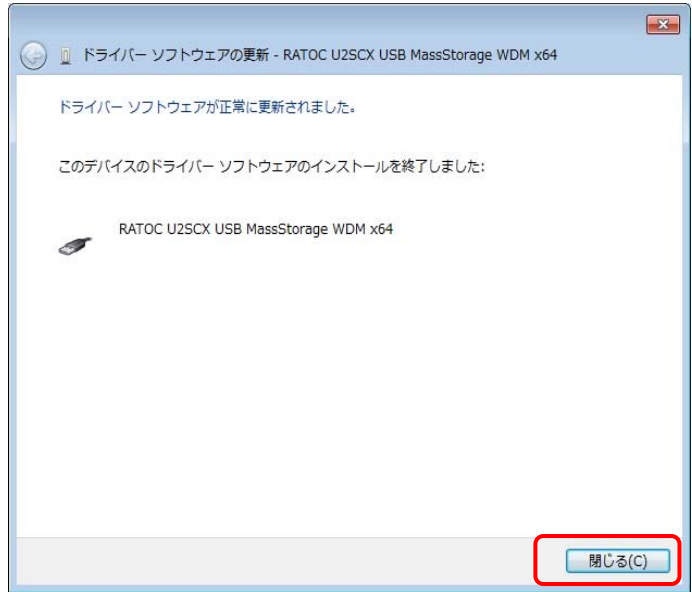 ドライバー ソフトウェアの更新 - RATOC U2SCX USB MassStorage WDM x64
ドライバー ソフトウェアが正常に更新されました。
このデバイスのドライバー ソフトウェアのインストールを終了しました:
RATOC U2SCX USB MassStorage WDM x64
閉じる(C)